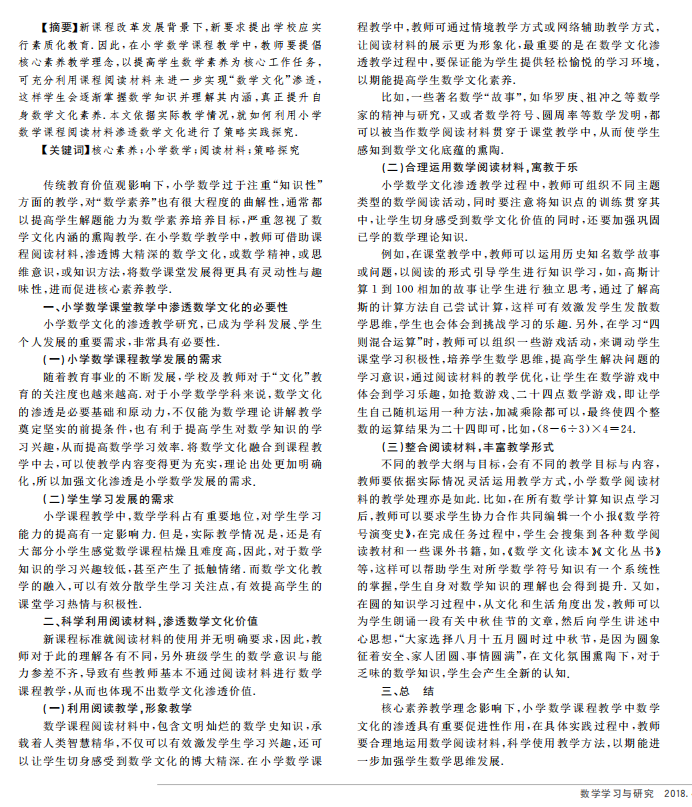 【摘要】新课程改革发展背景下,新要求提出学校应实
行素质化教育.因此,在小学数学课程教学中,教师要提倡
核心素养教学理念,以提高学生数学素养为核心工作任务,
可充分利用课程阅读材料来进一步实现“数学文化”渗透,
这样学生会逐渐掌握数学知识并理解其内涵,真正提升自
身数学文化素养.本文依据实际教学情况,就如何利用小学
数学课程阅读材料渗透数学文化进行了策略实践探究.
【关键词】核心素养;小学数学;阅读材料;策略探究
传统教育价值观影响下,小学数学过于注重“知识性”
方面的教学,对“数学素养”也有很大程度的曲解性,通常都
以提高学生解题能力为数学素养培养目标,严重忽视了数
学文化内涵的熏陶教学.在小学数学教学中,教师可借助课
程阅读材料,渗透博大精深的数学文化,或数学精神,或思
维意识,或知识方法,将数学课堂发展得更具有灵动性与趣
味性,进而促进核心素养教学.
一、小学数学课堂教学中渗透数学文化的必要性
小学数学文化的渗透教学研究,已成为学科发展、学生
个人发展的重要需求,非常具有必要性.
(一)小学数学课程教学发展的需求
随着教育事业的不断发展,学校及教师对于“文化”教
育的关注度也越来越高.对于小学数学学科来说,数学文化
的渗透是必要基础和原动力,不仅能为数学理论讲解教学
奠定坚实的前提条件,也有利于提高学生对数学知识的学
习兴趣,从而提高数学学习效率.将数学文化融合到课程教
学中去,可以使教学内容变得更为充实,理论出处更加明确
化,所以加强文化渗透是小学数学发展的需求.
(二)学生学习发展的需求
小学课程教学中,数学学科占有重要地位,对学生学习
能力的提高有一定影响力.但是,实际教学情况是,还是有
大部分小学生感觉数学课程枯燥且难度高,因此,对于数学
知识的学习兴趣较低,甚至产生了抵触情绪.而数学文化教
学的融入,可以有效分散学生学习关注点,有效提高学生的
课堂学习热情与积极性.
二、科学利用阅读材料,渗透数学文化价值
新课程标准就阅读材料的使用并无明确要求,因此,教
师对于此的理解各有不同,另外班级学生的数学意识与能
力参差不齐,导致有些教师基本不通过阅读材料进行数学
课程教学,从而也体现不出数学文化渗透价值.
(一)利用阅读教学,形象教学
数学课程阅读材料中,包含文明灿烂的数学史知识,承
载着人类智慧精华,不仅可以有效激发学生学习兴趣,还可
以让学生切身感受到数学文化的博大精深.在小学数学课
程教学中,教师可通过情境教学方式或网络辅助教学方式,
让阅读材料的展示更为形象化,最重要的是在数学文化渗
透教学过程中,要保证能为学生提供轻松愉悦的学习环境,
以期能提高学生数学文化素养.
比如,一些著名数学“故事”,如华罗庚、祖冲之等数学
家的精神与研究,又或者数学符号、圆周率等数学发明,都
可以被当作数学阅读材料贯穿于课堂教学中,从而使学生
感知到数学文化底蕴的熏陶.
(二)合理运用数学阅读材料,寓教于乐
小学数学文化渗透教学过程中,教师可组织不同主题
类型的数学阅读活动,同时要注意将知识点的训练贯穿其
中,让学生切身感受到数学文化价值的同时,还要加强巩固
已学的数学理论知识.
例如,在课堂教学中,教师可以运用历史知名数学故事
或问题,以阅读的形式引导学生进行知识学习,如,高斯计
算1到100相加的故事让学生进行独立思考,通过了解高
斯的计算方法自己尝试计算,这样可有效激发学生发散数
学思维,学生也会体会到挑战学习的乐趣.另外,在学习“四
则混合运算”时,教师可以组织一些游戏活动,来调动学生
课堂学习积极性,培养学生数学思维,提高学生解决问题的
学习意识,通过阅读材料的教学优化,让学生在数学游戏中
体会到学习乐趣,如抢数游戏、二十四点数学游戏,即让学
生自己随机运用一种方法,加减乘除都可以,最终使四个整
数的运算结果为二十四即可,比如,(8-6÷3)×4=24.
(三)整合阅读材料,丰富教学形式
不同的教学大纲与目标,会有不同的教学目标与内容,
教师要依据实际情况灵活运用教学方式,小学数学阅读材
料的教学处理亦是如此.比如,在所有数学计算知识点学习
后,教师可以要求学生协力合作共同编辑一个小报《数学符
号演变史》,在完成任务过程中,学生会搜集到各种数学阅
读教材和一些课外书籍,如,《数学文化读本》《文化丛书》
等,这样可以帮助学生对所学数学符号知识有一个系统性
的掌握,学生自身对数学知识的理解也会得到提升.又如,
在圆的知识学习过程中,从文化和生活角度出发,教师可以
为学生朗诵一段有关中秋佳节的文章,然后向学生讲述中
心思想,“大家选择八月十五月圆时过中秋节,是因为圆象
征着安全、家人团圆、事情圆满”,在文化氛围熏陶下,对于
乏味的数学知识,学生会产生全新的认知.
三、总　结
核心素养教学理念影响下,小学数学课程教学中数学
文化的渗透具有重要促进性作用,在具体实践过程中,教师
要合理地运用数学阅读材料,科学使用教学方法,以期能进
一步加强学生数学思维发展.
数学学习与研究　2018.